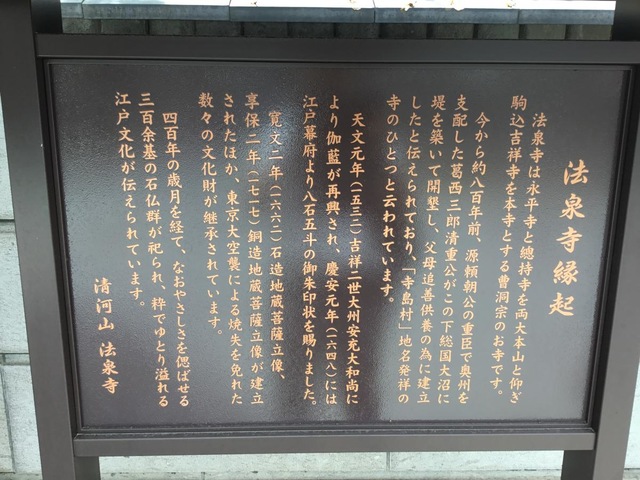 法泉寺縁起
法泉寺は永平寺と總持寺を両大本山と仰ぎ
駒込吉祥寺を本寺とする曹洞宗のお寺です。
今から約八百年前、源頼朝公の重臣で奥州を
支配した葛西三郎清重公がこの下総国大沼に
堤を築いて開墾し、父母追善供養の為に建立
したと伝えられており、「寺島村」地名発祥の
寺のひとつと云われています。
天文元年（一五三二）吉祥二世大州安充大和尚に
より伽藍が再興され、慶安元年（一六四八）には
江戸幕府より八石五斗の御朱印状を賜りました。
寛文二年（一六六二）石造地蔵菩薩立像、
享保二年（一七一七）銅造地蔵菩薩立像が建立
されたほか、東京大空襲による焼失を免れた
数々の文化財が継承されています。
四百年の歳月を経て、なおやさしさを偲ばせる
三百余基の石仏群が祀られ、粋でゆとり溢れる
江戸文化が伝えられています。
清河山 法泉寺